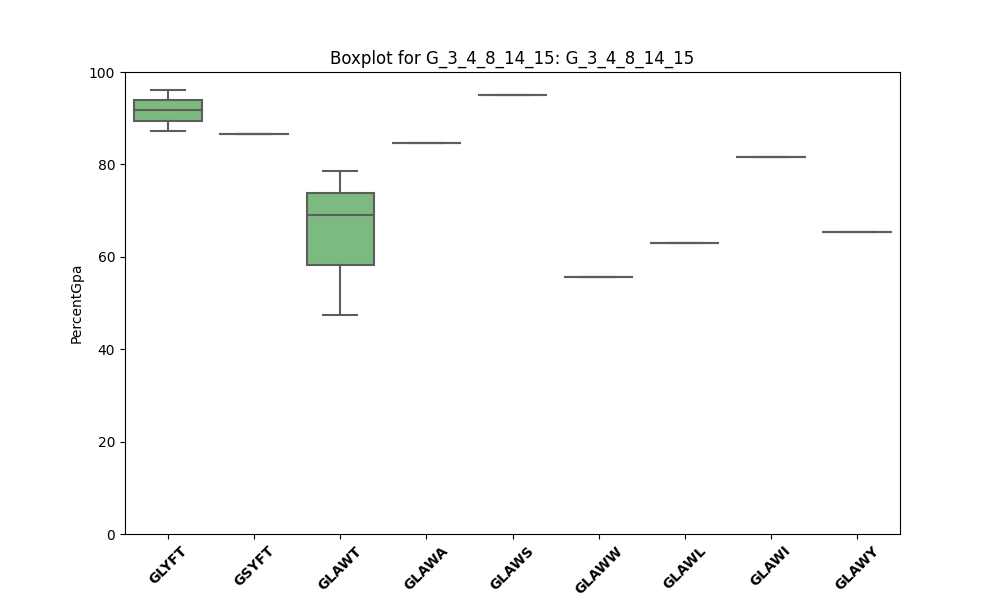 Boxplot for G_3_4_8_14_15: G_3_4_8_14_15
100
80
60
40
20
0
PercentGpa
GLYFT
GSYFT
GLAWT
GLAWA
GLAWS
GLAWW
GLAWL
GLAWI
GLAWY